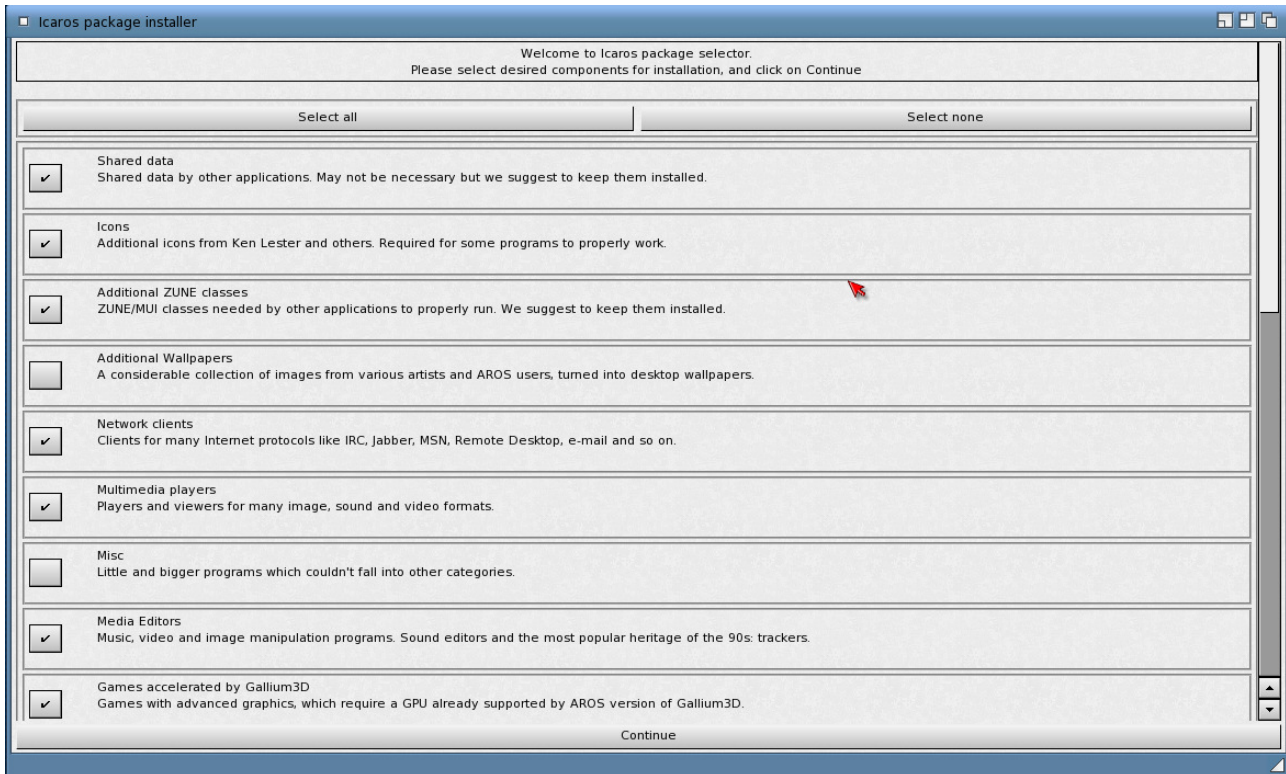 Icaros package installer
Welcome to Icaros package selector.
Please select desired components for installation, and click on Continue
Select all
Select none
Shared data
Shared data by other applications. May not be necessary but we suggest to keep them installed.
Icons
Additional icons from Ken Lester and others. Required for some programs to properly work.
Additional ZUNE classes
ZUNE/MUI classes needed by other applications to properly run. We suggest to keep them installed.
Additional Wallpapers
A considerable collection of images from various artists and AROS users, turned into desktop wallpapers.
Network clients
Clients for many Internet protocols like IRC, Jabber, MSN, Remote Desktop, e-mail and so on.
Multimedia players
Players and viewers for many image, sound and video formats.
Misc
Little and bigger programs which couldn't fall into other categories.
Media Editors
Music, video and image manipulation programs. Sound editors and the most popular heritage of the 90s: trackers.
Games accelerated by Gallium3D
Games with advanced graphics, which require a GPU already supported by AROS version of Gallium3D.
Continue